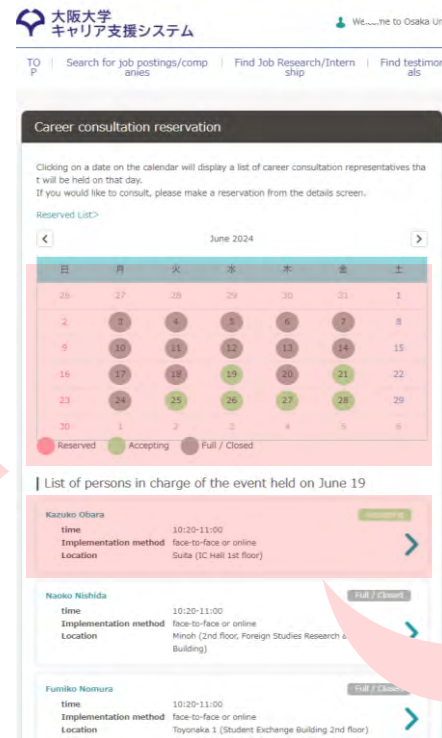 大阪大学
キャリア支援システム
to Osaka Un
TO
P
Search for job postings/comp
anies
Find Job Research/Intern
ship
Find testimon
als
Career consultation reservation
Clicking on a date on the calendar will display a list of career consultation representatives tha
t will be held on that day.
If you would like to consult, please make a reservation from the details screen.
Reserved List>
< June 2024 >
日 月 火 水 木 金 土
26 27 28 29 30 31 1
2 3 4 5 6 7 8
9 10 11 12 13 14 15
16 17 18 19 20 21 22
23 24 25 26 27 28 29
30 1 2 3 4 5 6
Reserved Accepting Full / Closed
List of persons in charge of the event held on June 19
Kazuko Obara Accepting
time 10:20-11:00
Implementation method face-to-face or online
Location Suita (IC Hall 1st floor)
Naoko Nishida Full / Closed
time 10:20-11:00
Implementation method face-to-face or online
Location Minoh (2nd floor, Foreign Studies Research
Building)
Fumiko Nomura Full / Closed
time 10:20-11:00
Implementation method face-to-face or online
Location Toyonaka 1 (Student Exchange Building 2nd floor)